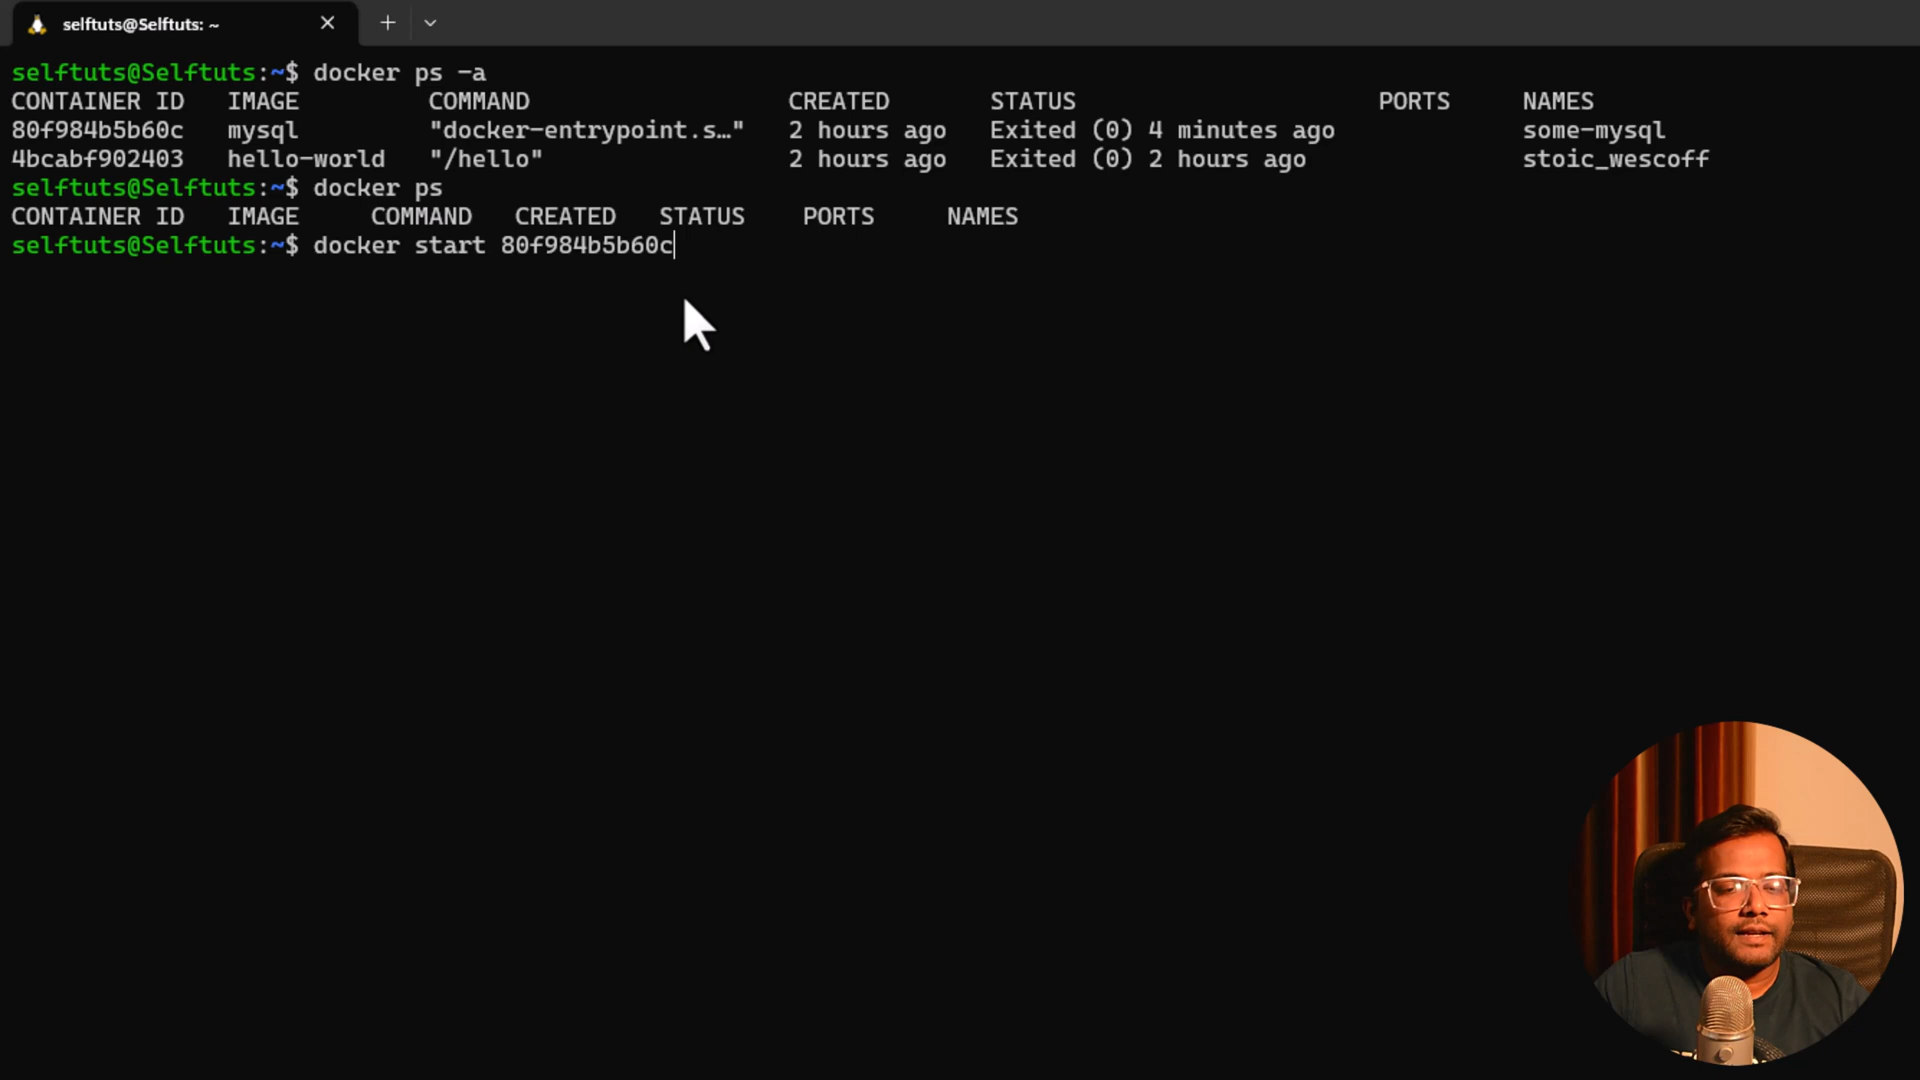 selftuts@Selftuts: ~
selftuts@Selftuts:~$ docker ps -a
CONTAINER ID IMAGE COMMAND CREATED STATUS PORTS NAMES
80f984b5b60c mysql "docker-entrypoint.s…" 2 hours ago Exited (0) 4 minutes ago some-mysql
4bcabf902403 hello-world "/hello" 2 hours ago Exited (0) 2 hours ago stoic_wescoff
selftuts@Selftuts:~$ docker ps
CONTAINER ID IMAGE COMMAND CREATED STATUS PORTS NAMES
selftuts@Selftuts:~$ docker start 80f984b5b60c